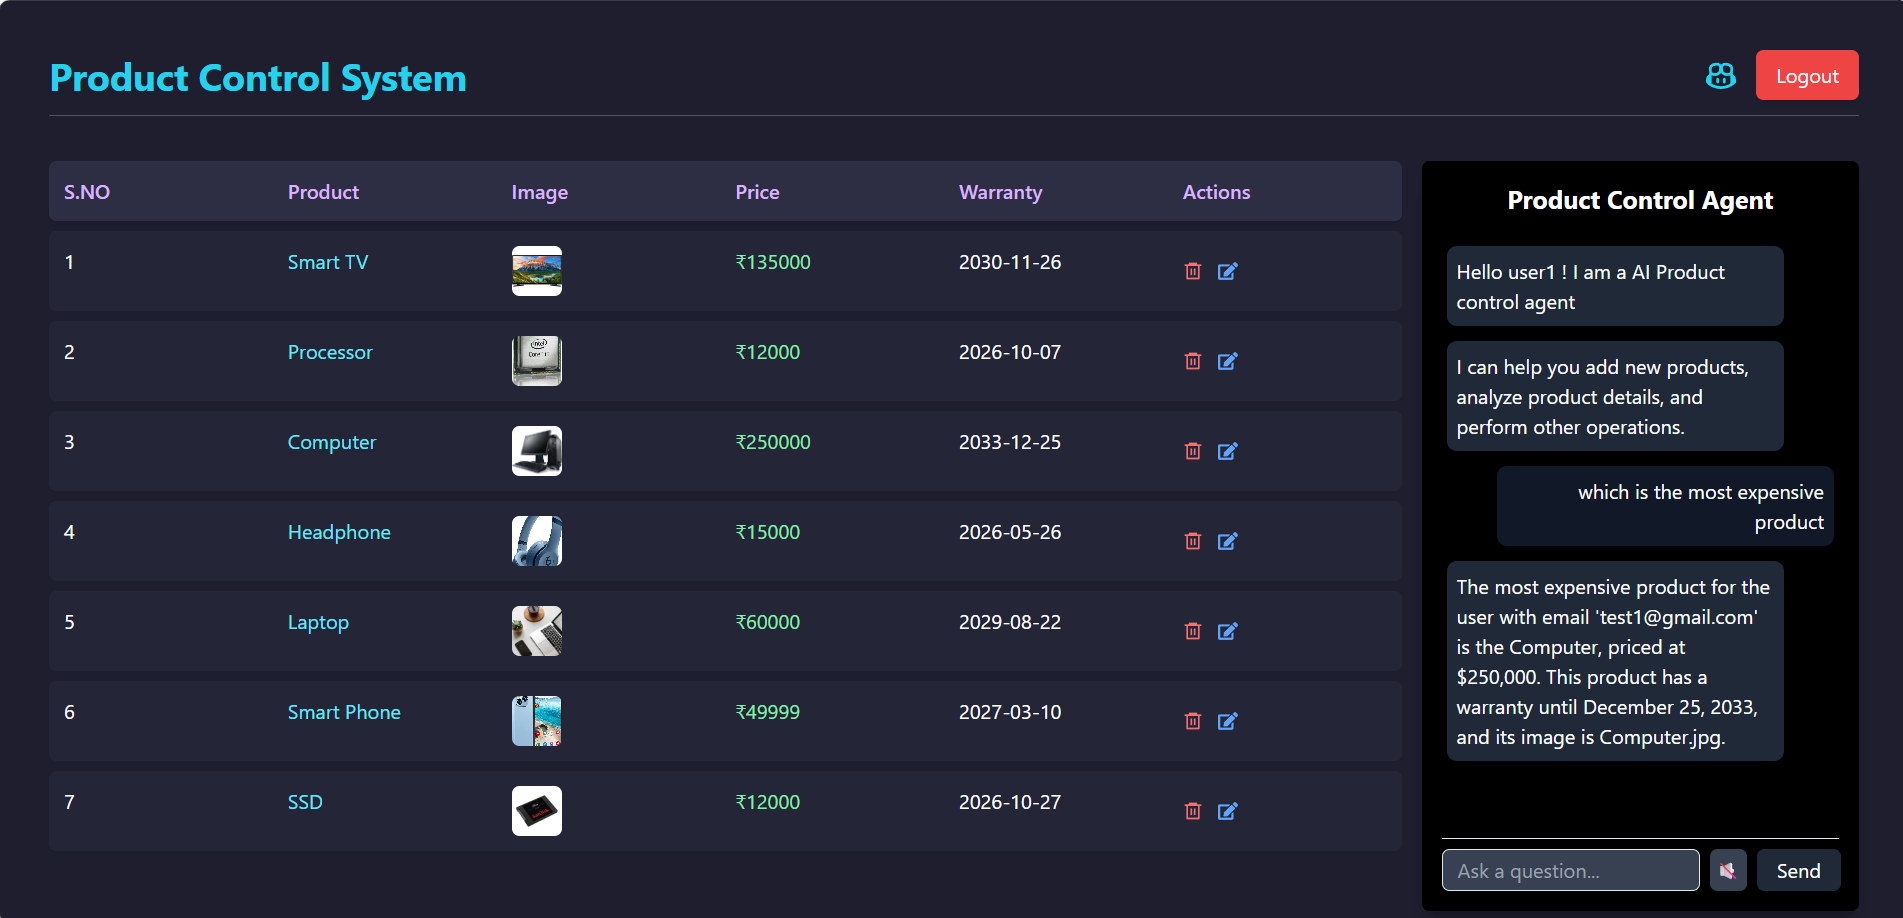 Product Control System
Logout
S.NO Product Image Price Warranty Actions
1 Smart TV ₹135000 2030-11-26
2 Processor ₹12000 2026-10-07
3 Computer ₹250000 2033-12-25
4 Headphone ₹15000 2026-05-26
5 Laptop ₹60000 2029-08-22
6 Smart Phone ₹49999 2027-03-10
7 SSD ₹12000 2026-10-27
Product Control Agent
Hello user1 ! I am a AI Product
control agent
I can help you add new products,
analyze product details, and
perform other operations.
which is the most expensive
product
The most expensive product for the
user with email 'test1@gmail.com'
is the Computer, priced at
$250,000. This product has a
warranty until December 25, 2033,
and its image is Computer.jpg.
Ask a question...
Send